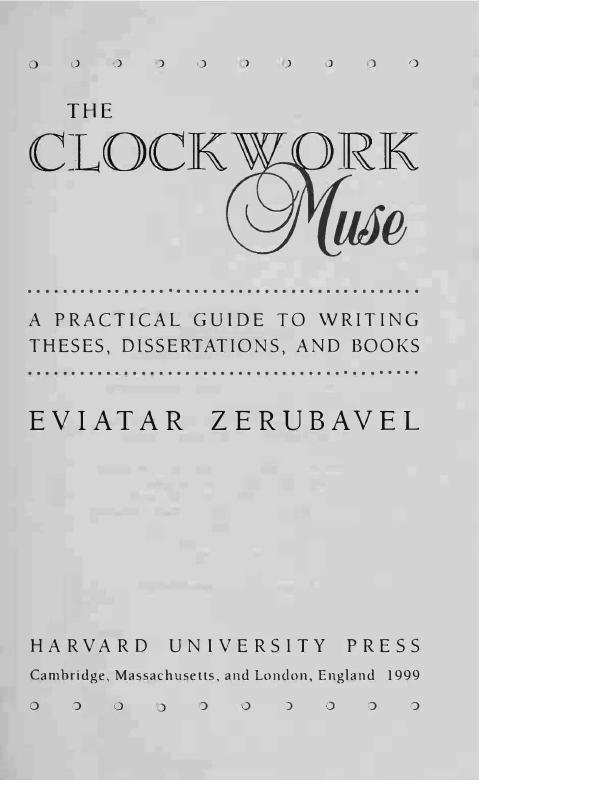 THE
CLOCKWORK
Muse
A PRACTICAL GUIDE TO WRITING
THESES, DISSERTATIONS, AND BOOKS
EVIATAR ZERUBAVEL
HARVARD UNIVERSITY PRESS
Cambridge, Massachusetts, and London, England 1999